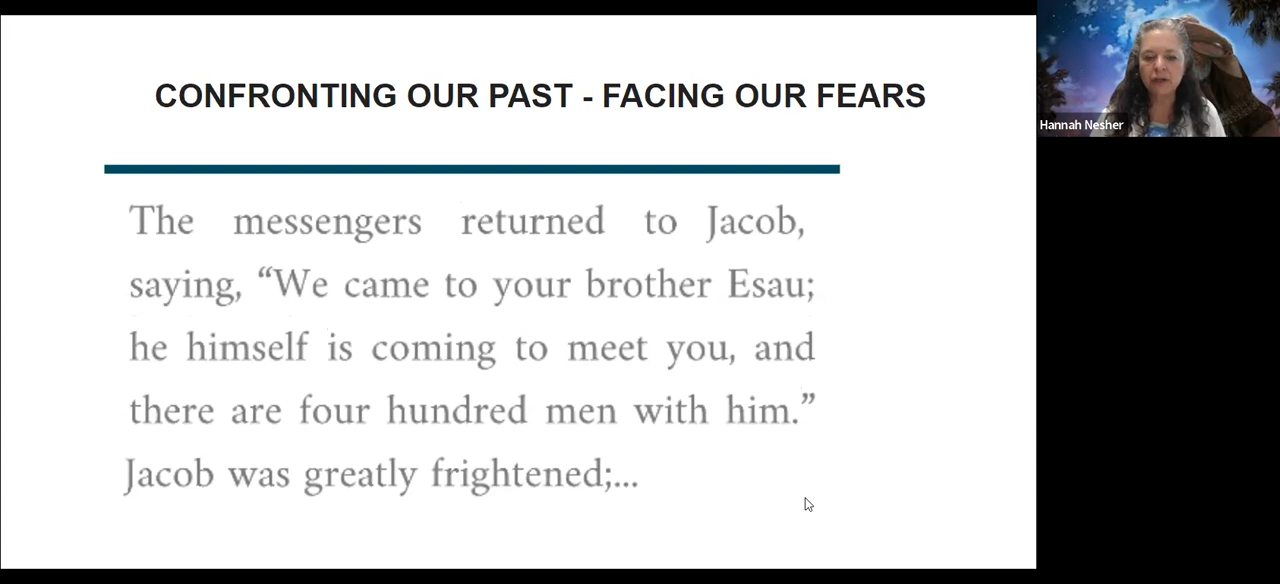 CONFRONTING OUR PAST - FACING OUR FEARS
The messengers returned to Jacob,
saying, “We came to your brother Esau;
he himself is coming to meet you, and
there are four hundred men with him.”
Jacob was greatly frightened;...
Hannah Nesher